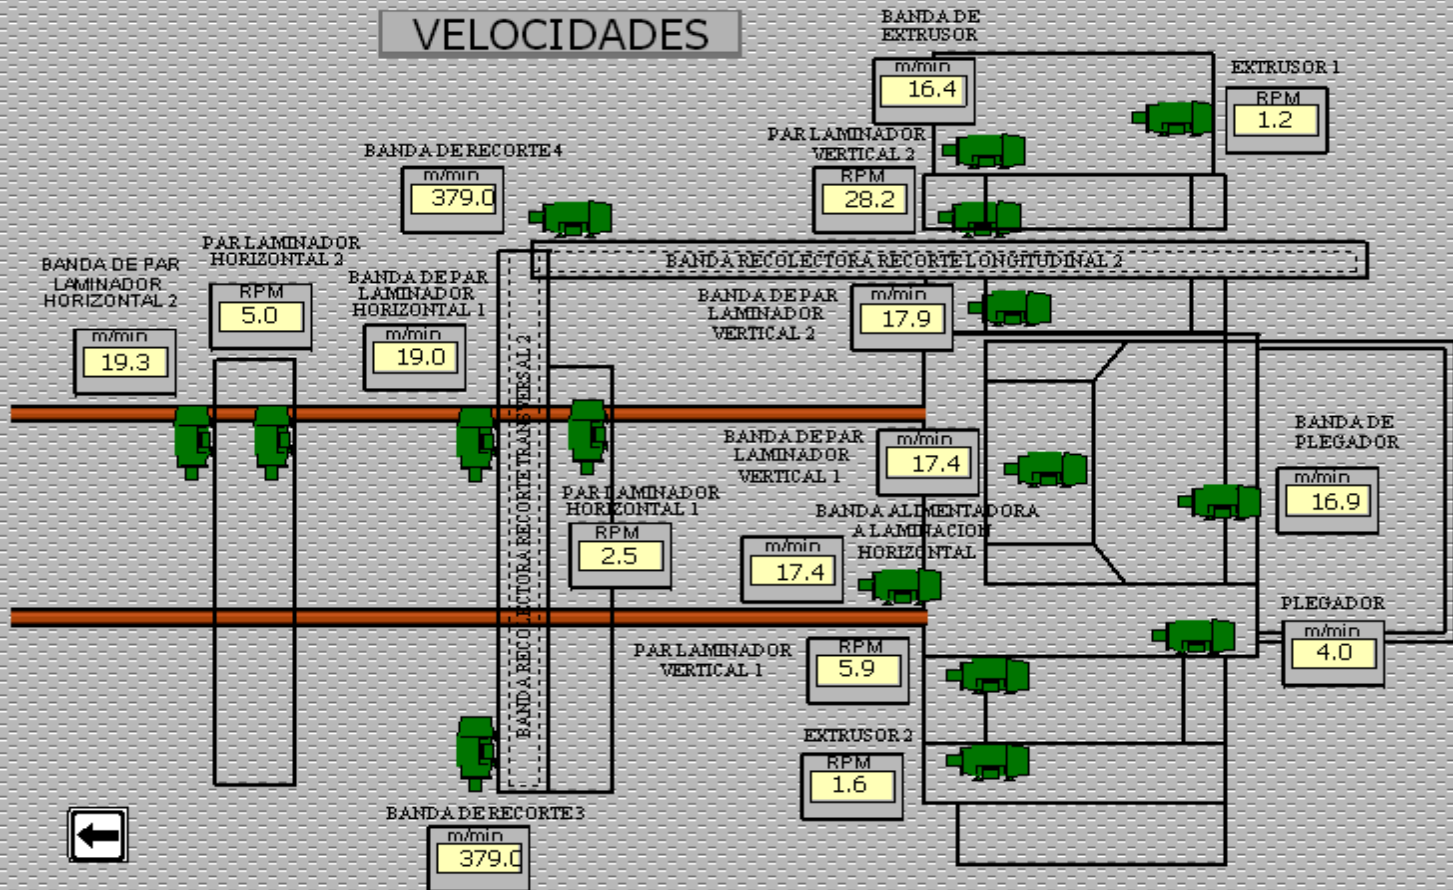 VELOCIDADES
BANDA DE
EXTRUSOR
m/min
16.4
EXTRUSOR 1
RPM
1.2
PAR LAMINADOR
VERTICAL 2
RPM
28.2
BANDA DE RECORTE 4
m/min
379.0
PAR LAMINADOR
HORIZONTAL 2
RPM
5.0
BANDA DE PAR
LAMINADOR
HORIZONTAL 2
m/min
19.3
BANDA DE PAR
LAMINADOR
HORIZONTAL 1
m/min
19.0
BANDA RECOLECTORA RECORTE LONGITUDINAL 2
BANDA DE PAR
LAMINADOR
VERTICAL 2
m/min
17.9
BANDA RECOLECTORA RECORTE TRANSVERSAL 2
BANDA DE PAR
LAMINADOR
VERTICAL 1
m/min
17.4
BANDA DE
PLEGADOR
m/min
16.9
PAR LAMINADOR
HORIZONTAL 1
RPM
2.5
BANDA ALIMENTADORA
A LAMINACION
HORIZONTAL
m/min
17.4
PLEGADOR
m/min
4.0
PAR LAMINADOR
VERTICAL 1
RPM
5.9
EXTRUSOR 2
RPM
1.6
BANDA DE RECORTE 3
m/min
379.0